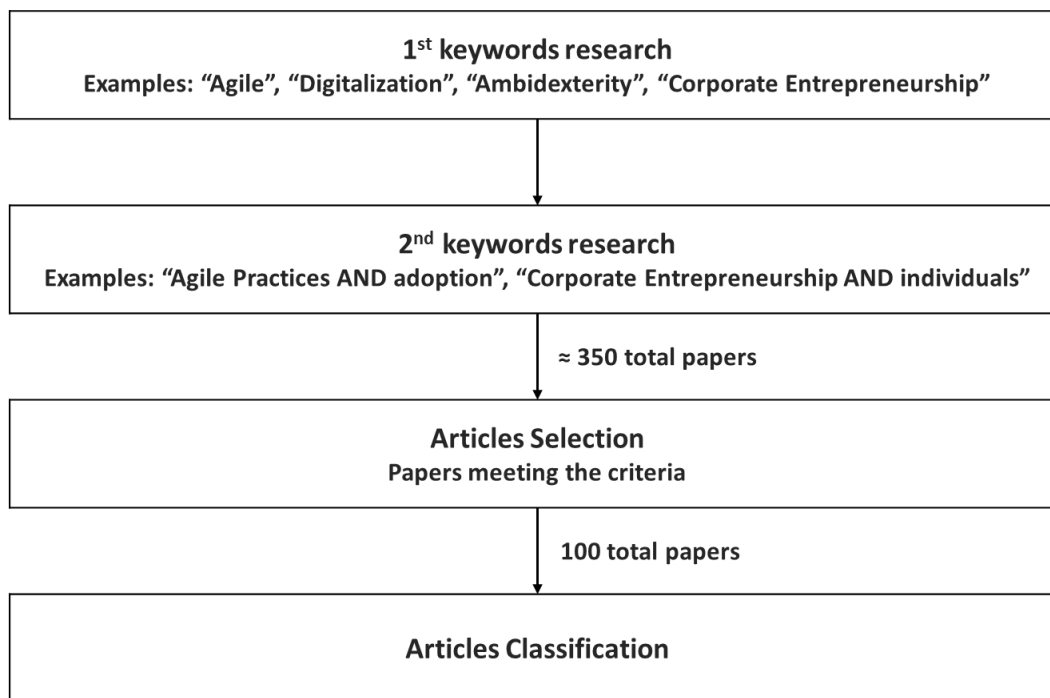 1st keywords research
Examples: “Agile”, “Digitalization”, “Ambidexterity”, “Corporate Entrepreneurship”
2nd keywords research
Examples: “Agile Practices AND adoption”, “Corporate Entrepreneurship AND individuals”
≈ 350 total papers
Articles Selection
Papers meeting the criteria
100 total papers
Articles Classification